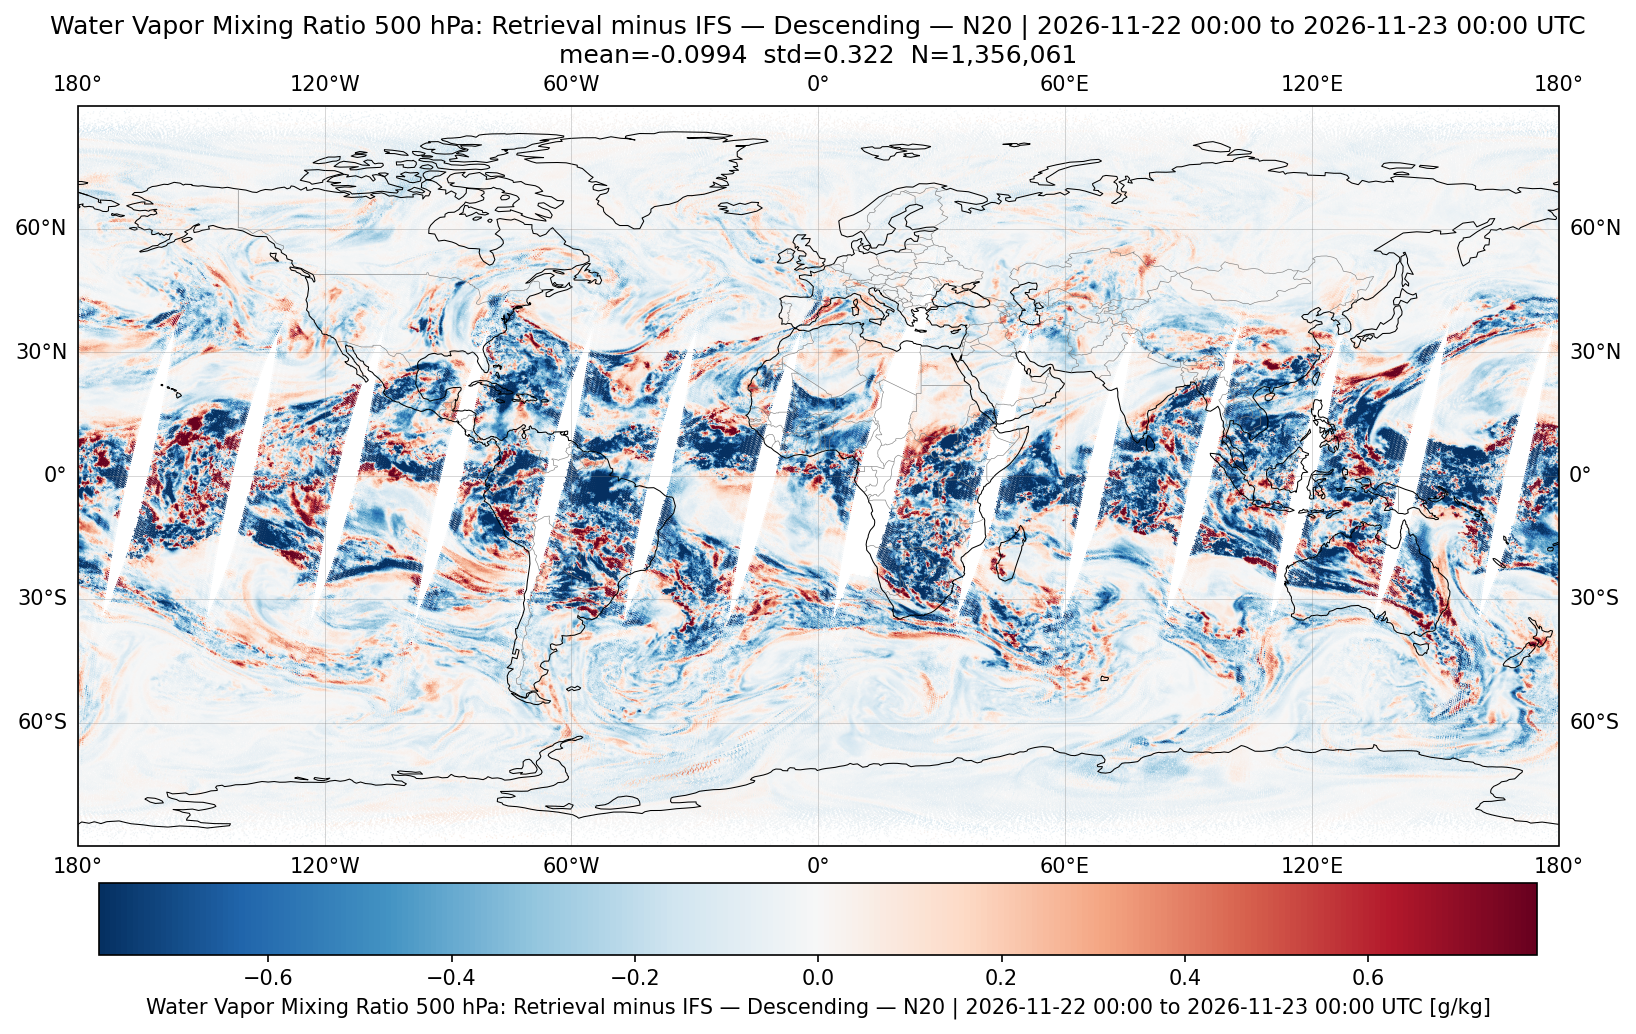 Water Vapor Mixing Ratio 500 hPa: Retrieval minus IFS — Descending — N20 | 2026-11-22 00:00 to 2026-11-23 00:00 UTC
mean=-0.0994 std=0.322 N=1,356,061
180° 120°W 60°W 0° 60°E 120°E 180°
60°N 60°N
30°N 30°N
0° 0°
30°S 30°S
60°S 60°S
180° 120°W 60°W 0° 60°E 120°E 180°
−0.6 −0.4 −0.2 0.0 0.2 0.4 0.6
Water Vapor Mixing Ratio 500 hPa: Retrieval minus IFS — Descending — N20 | 2026-11-22 00:00 to 2026-11-23 00:00 UTC [g/kg]